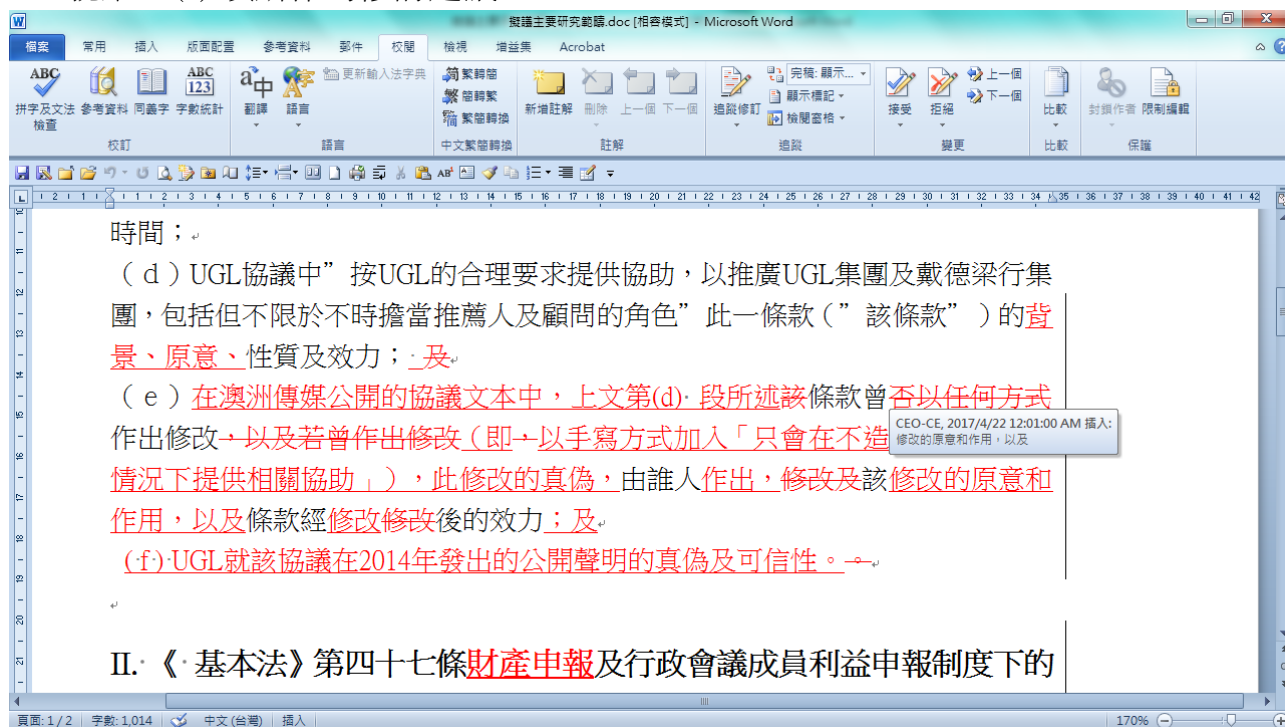 擬議主要研究範疇.doc [相容模式] - Microsoft Word
檔案 常用 插入 版面配置 參考資料 郵件 校閱 檢視 增益集 Acrobat
ABC 拼字及文法檢查 參考資料 同義字 ABC 123 字數統計
翻譯 語言 更新輸入法字典
繁轉簡
簡轉繁
繁簡轉換
新增註解 刪除 上一個 下一個
追蹤修訂 完稿: 顯示...
顯示標記
檢閱窗格
接受 拒絕 上一個
下一個
比較 封鎖作者 限制編輯
校訂 語言 中文繁簡轉換 註解 追蹤 變更 比較 保護
時間；
（d）UGL協議中”按UGL的合理要求提供協助，以推廣UGL集團及戴德梁行集
團，包括但不限於不時擔當推薦人及顧問的角色”此一條款（”該條款”）的背
景、原意、性質及效力；及
（e）在澳洲傳媒公開的協議文本中，上文第(d) 段所述該條款曾否以任何方式
作出修改，以及若曾作出修改（即，以手寫方式加入「只會在不造
CEO-CE, 2017/4/22 12:01:00 AM 插入:
修改的原意和作用，以及
情況下提供相關協助」），此修改的真偽，由誰人作出，修改及該修改的原意和
作用，以及條款經修改修改後的效力；及
(f) UGL就該協議在2014年發出的公開聲明的真偽及可信性。。
II. 《 基本法》第四十七條財產申報及行政會議成員利益申報制度下的
頁面: 1 / 2 字數: 1,014 中文 (台灣) 插入 170%